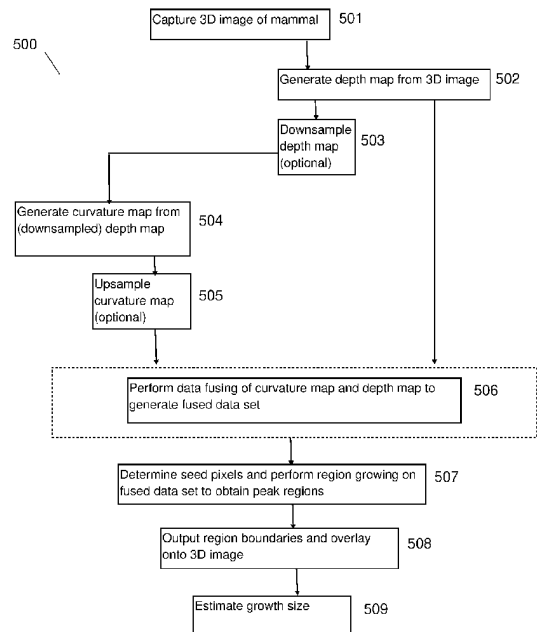 Capture 3D image of mammal
501
500
Generate depth map from 3D image
502
Downsample
depth map
(optional)
503
Generate curvature map from
(downsampled) depth map
504
Upsample
curvature map
(optional)
505
Perform data fusing of curvature map and depth map to
generate fused data set
506
Determine seed pixels and perform region growing on
fused data set to obtain peak regions
507
Output region boundaries and overlay
onto 3D image
508
Estimate growth size
509